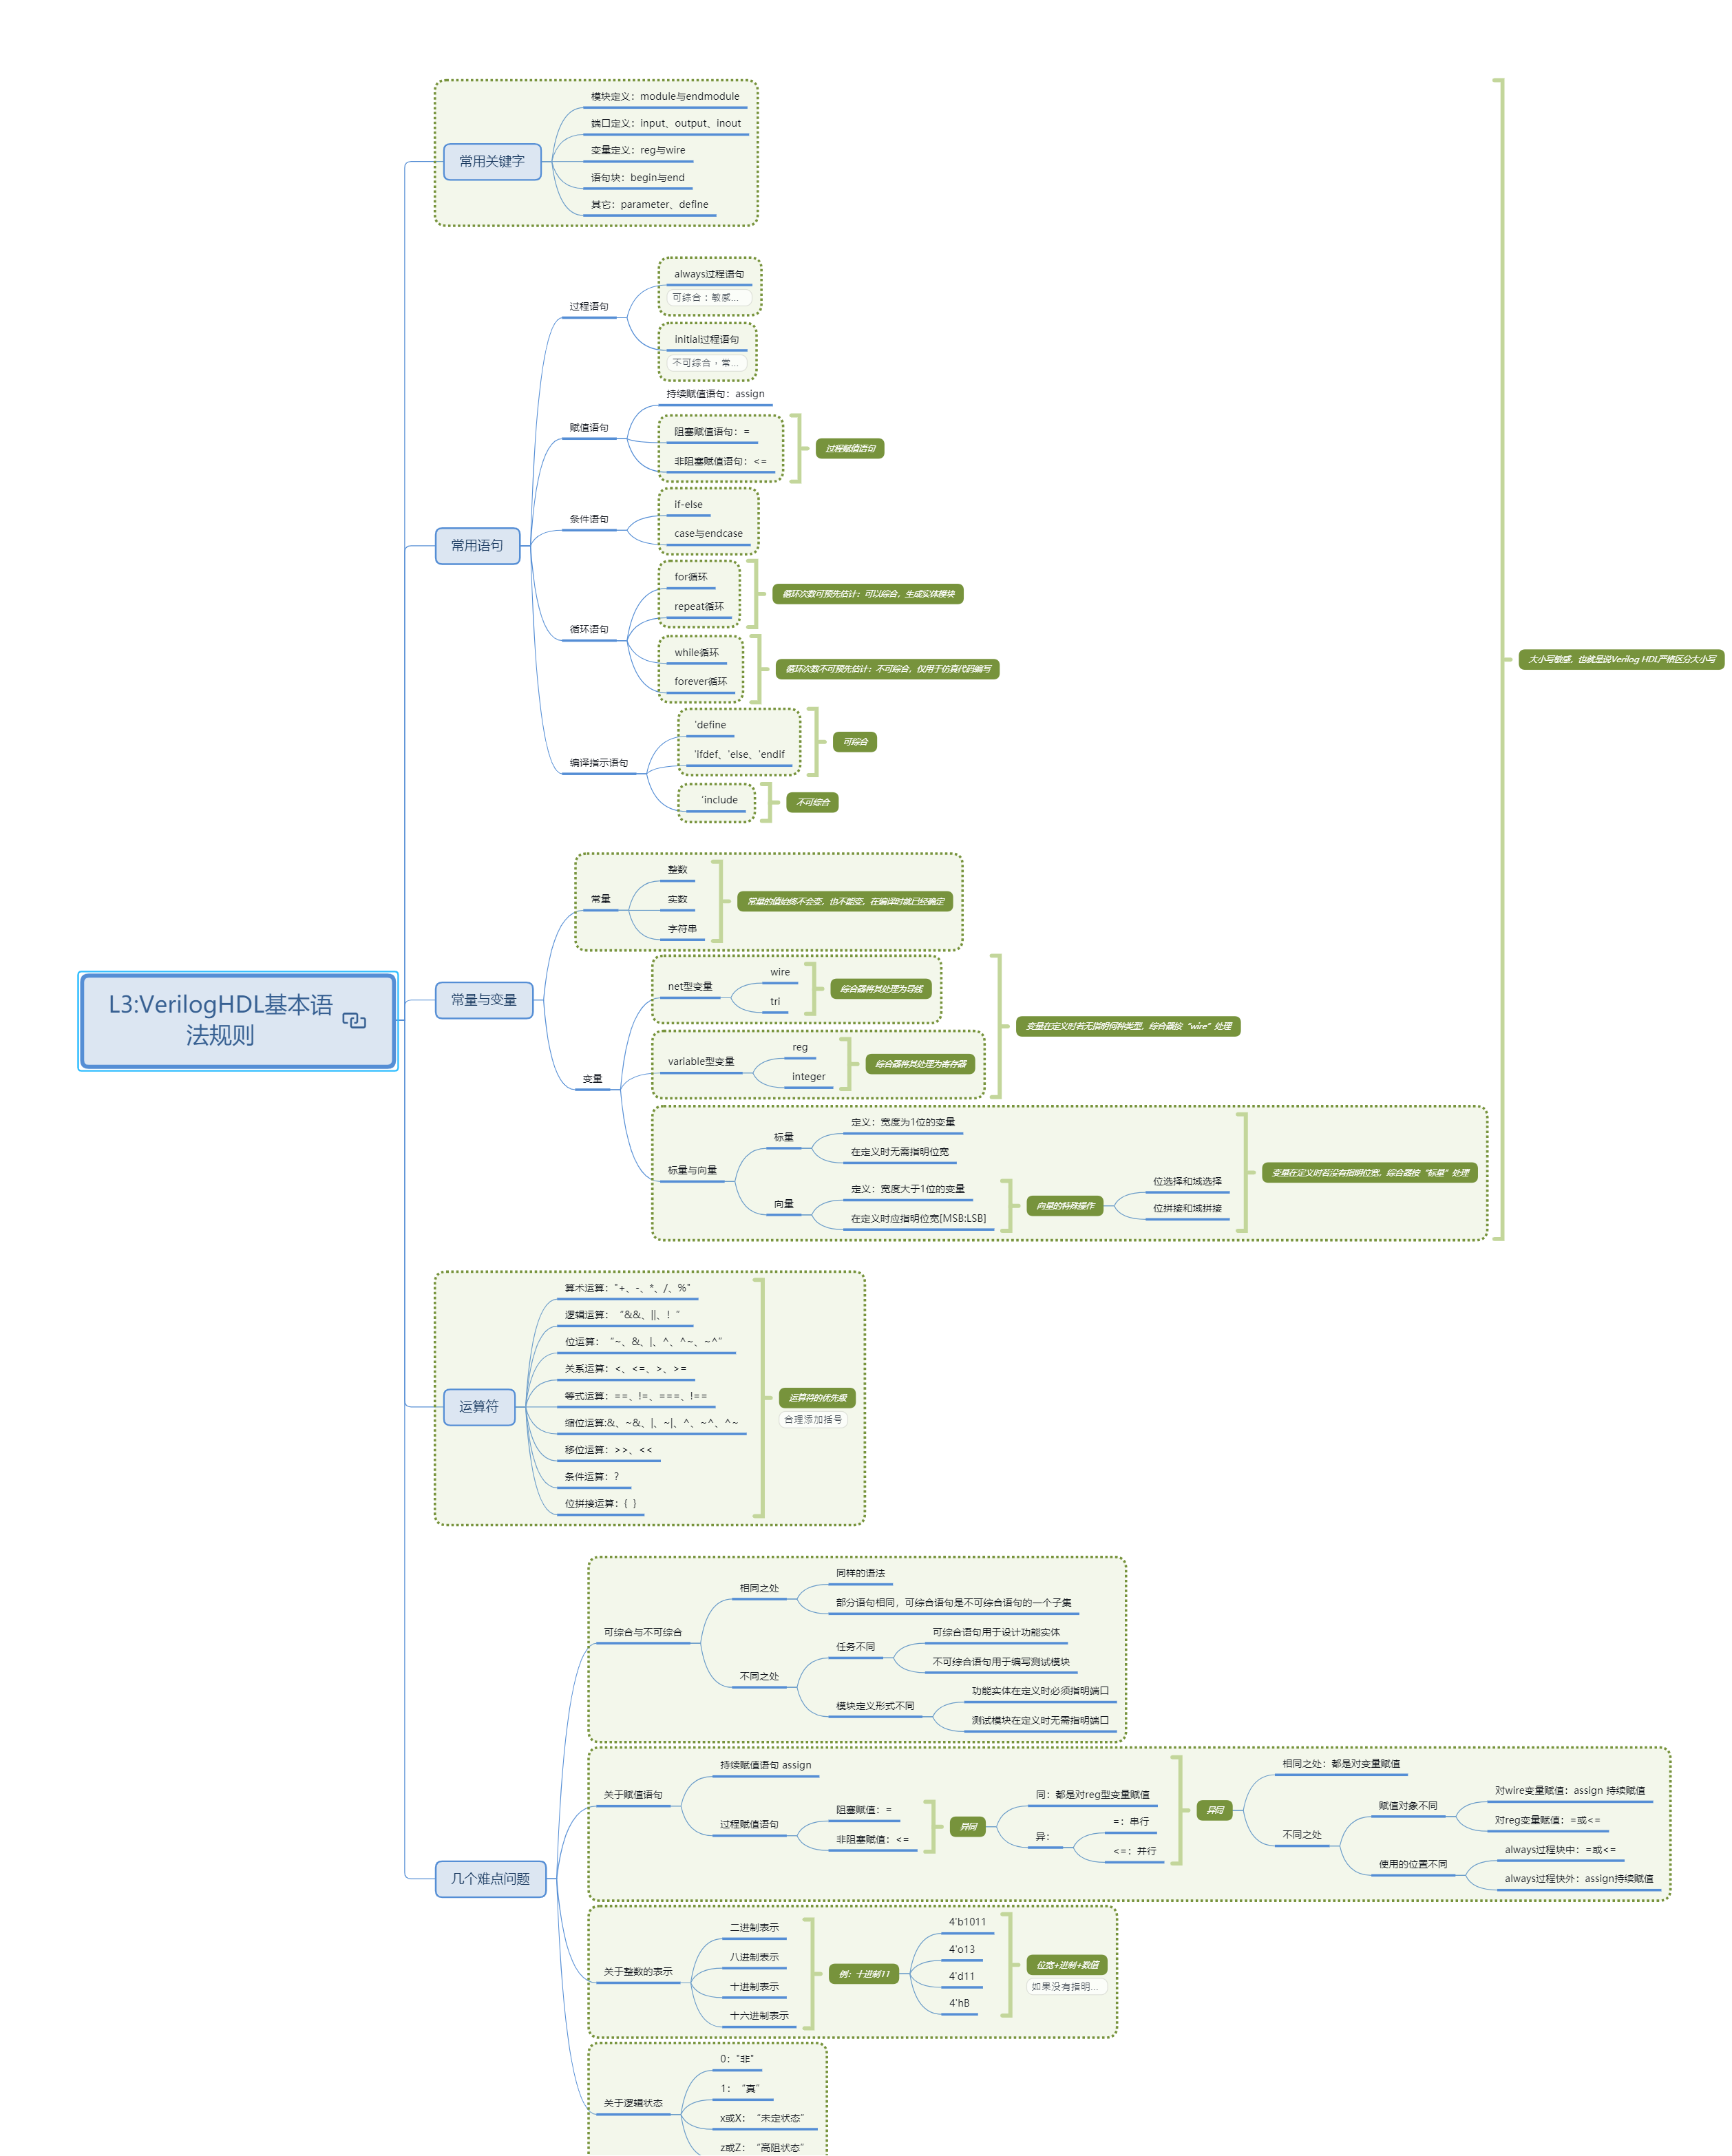 L3:VerilogHDL基本语
法规则
常用关键字
模块定义：module与endmodule
端口定义：input、output、inout
变量定义：reg与wire
语句块：begin与end
其它：parameter、define
常用语句
过程语句
always过程语句
可综合；敏感...
initial过程语句
不可综合，常...
赋值语句
持续赋值语句：assign
阻塞赋值语句：=
非阻塞赋值语句：<=
过程赋值语句
条件语句
if-else
case与endcase
循环语句
for循环
repeat循环
循环次数可预先估计：可以综合，生成实体模块
while循环
forever循环
循环次数不可预先估计：不可综合，仅用于仿真代码编写
编译指示语句
'define
'ifdef、'else、'endif
可综合
'include
不可综合
常量与变量
常量
整数
实数
字符串
常量的值始终不会变，也不能变，在编译时就已经确定
变量
net型变量
wire
tri
综合器将其处理为导线
variable型变量
reg
integer
综合器将其处理为寄存器
变量在定义时若无指明何种类型，综合器按“wire”处理
标量与向量
标量
定义：宽度为1位的变量
在定义时无需指明位宽
向量
定义：宽度大于1位的变量
在定义时应指明位宽[MSB:LSB]
向量的特殊操作
位选择和域选择
位拼接和域拼接
变量在定义时若没有指明位宽，综合器按“标量”处理
大小写敏感，也就是说Verilog HDL严格区分大小写
运算符
算术运算："+、-、*、/、%"
逻辑运算：“&&、||、！”
位运算：“~、&、|、^、^~、~^”
关系运算：<、<=、>、>=
等式运算：==、!=、===、!==
缩位运算:&、~&、|、~|、^、~^、^~
移位运算：>>、<<
条件运算：?
位拼接运算：{ }
运算符的优先级
合理添加括号
几个难点问题
可综合与不可综合
相同之处
同样的语法
部分语句相同，可综合语句是不可综合语句的一个子集
不同之处
任务不同
可综合语句用于设计功能实体
不可综合语句用于编写测试模块
模块定义形式不同
功能实体在定义时必须指明端口
测试模块在定义时无需指明端口
关于赋值语句
持续赋值语句 assign
过程赋值语句
阻塞赋值：=
非阻塞赋值：<=
异同
同：都是对reg型变量赋值
异：
=：串行
<=：并行
异同
相同之处：都是对变量赋值
不同之处
赋值对象不同
对wire变量赋值：assign 持续赋值
对reg变量赋值：=或<=
使用的位置不同
always过程块中：=或<=
always过程快外：assign持续赋值
关于整数的表示
二进制表示
八进制表示
十进制表示
十六进制表示
例：十进制11
4'b1011
4'o13
4'd11
4'hB
位宽+进制+数值
如果没有指明...
关于逻辑状态
0："非"
1：“真”
x或X：“未定状态”
z或Z：“高阻状态”